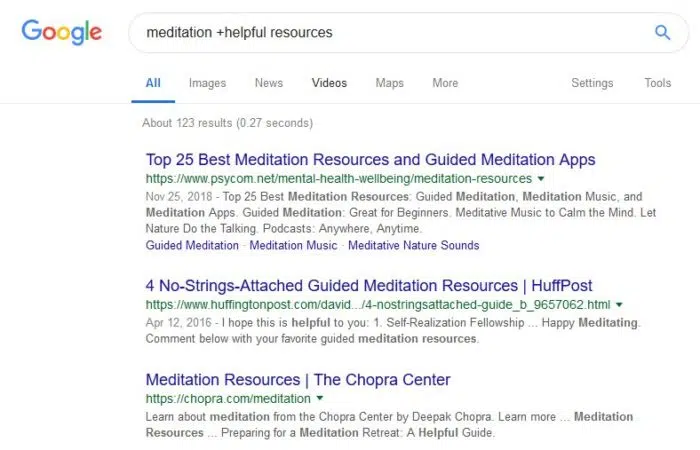 Google
meditation +helpful resources
All Images News Videos Maps More Settings Tools
About 123 results (0.27 seconds)
Top 25 Best Meditation Resources and Guided Meditation Apps
https://www.psycom.net/mental-health-wellbeing/meditation-resources
Nov 25, 2018 - Top 25 Best Meditation Resources: Guided Meditation, Meditation Music, and
Meditation Apps. Guided Meditation: Great for Beginners. Meditative Music to Calm the Mind. Let
Nature Do the Talking. Podcasts: Anywhere, Anytime.
Guided Meditation · Meditation Music · Meditative Nature Sounds
4 No-Strings-Attached Guided Meditation Resources | HuffPost
https://www.huffingtonpost.com/david.../4-nostringsattached-guide_b_9657062.html
Apr 12, 2016 - I hope this is helpful to you: 1. Self-Realization Fellowship ... Happy Meditating.
Comment below with your favorite guided meditation resources.
Meditation Resources | The Chopra Center
https://chopra.com/meditation
Learn about meditation from the Chopra Center by Deepak Chopra. Learn more ... Meditation
Resources ... Preparing for a Meditation Retreat: A Helpful Guide.